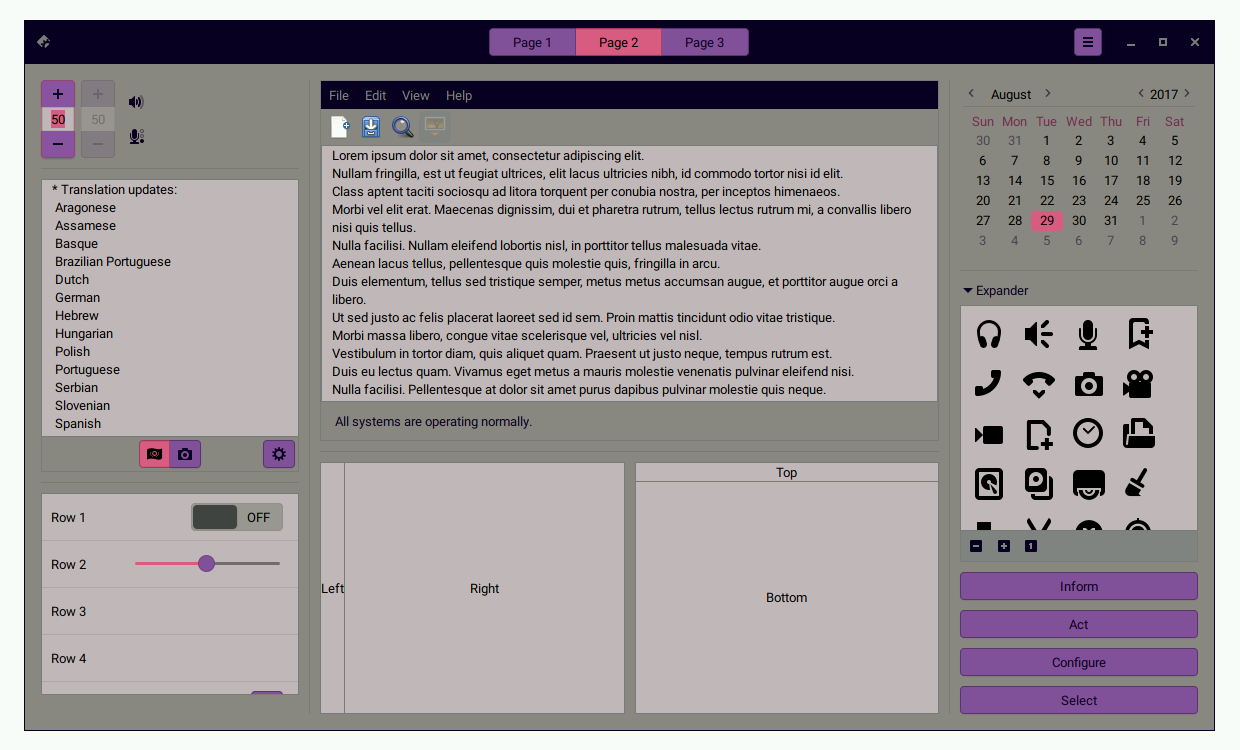 Page 1 Page 2 Page 3
50 50
* Translation updates:
Aragonese
Assamese
Basque
Brazilian Portuguese
Dutch
German
Hebrew
Hungarian
Polish
Portuguese
Serbian
Slovenian
Spanish
Row 1 OFF
Row 2
Row 3
Row 4
File Edit View Help
Lorem ipsum dolor sit amet, consectetur adipiscing elit.
Nullam fringilla, est ut feugiat ultrices, elit lacus ultricies nibh, id commodo tortor nisi id elit.
Class aptent taciti sociosqu ad litora torquent per conubia nostra, per inceptos himenaeos.
Morbi vel elit erat. Maecenas dignissim, dui et pharetra rutrum, tellus lectus rutrum mi, a convallis libero
nisi quis tellus.
Nulla facilisi. Nullam eleifend lobortis nisl, in porttitor tellus malesuada vitae.
Aenean lacus tellus, pellentesque quis molestie quis, fringilla in arcu.
Duis elementum, tellus sed tristique semper, metus metus accumsan augue, et porttitor augue orci a
libero.
Ut sed justo ac felis placerat laoreet sed id sem. Proin mattis tincidunt odio vitae tristique.
Morbi massa libero, congue vitae scelerisque vel, ultricies vel nisl.
Vestibulum in tortor diam, quis aliquet quam. Praesent ut justo neque, tempus rutrum est.
Duis eu lectus quam. Vivamus eget metus a mauris molestie venenatis pulvinar eleifend nisi.
Nulla facilisi. Pellentesque at dolor sit amet purus dapibus pulvinar molestie quis neque.
All systems are operating normally.
Left Right
Top
Bottom
August 2017
Sun Mon Tue Wed Thu Fri Sat
30 31 1 2 3 4 5
6 7 8 9 10 11 12
13 14 15 16 17 18 19
20 21 22 23 24 25 26
27 28 29 30 31 1 2
3 4 5 6 7 8 9
Expander
1
Inform
Act
Configure
Select